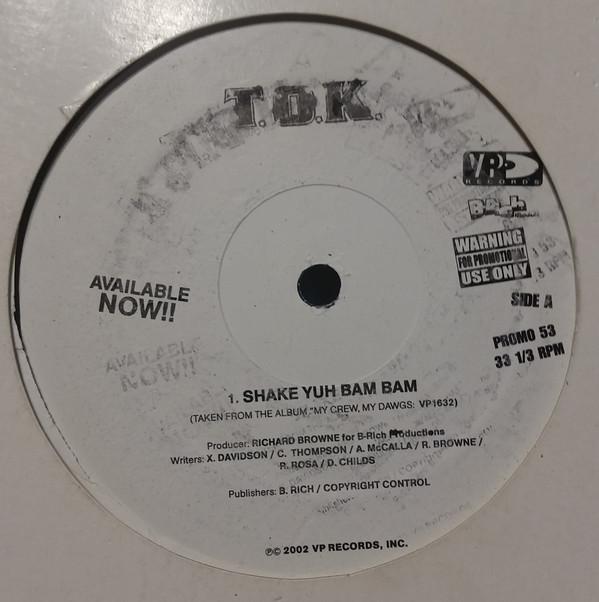 T.O.K.
VP
RECORDS
B-Rich
WARNING
FOR PROMOTIONAL
USE ONLY
SIDE A
AVAILABLE
NOW!!
PROMO 53
33 1/3 RPM
AVAILABLE
NOW!!
1. SHAKE YUH BAM BAM
(TAKEN FROM THE ALBUM "MY CREW, MY DAWGS: VP1632)
Producer: RICHARD BROWNE for B-Rich Productions
Writers: X. DAVIDSON / C. THOMPSON / A. McCALLA / R. BROWNE /
R. ROSA / D. CHILDS
Publishers: B. RICH / COPYRIGHT CONTROL
℗© 2002 VP RECORDS, INC.